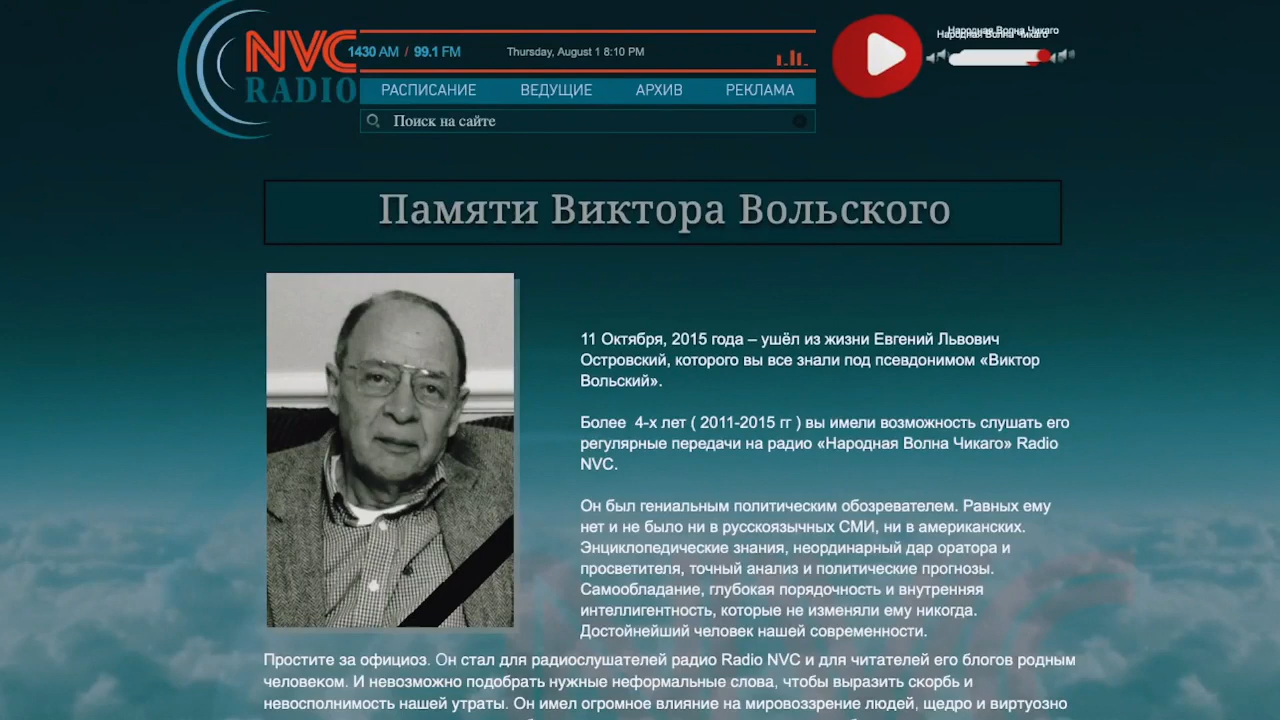 NVC
RADIO
1430 AM / 99.1 FM
Thursday, August 1 8:10 PM
Народная Волна Чикаго
Народная Волна Чикаго
РАСПИСАНИЕ ВЕДУЩИЕ АРХИВ РЕКЛАМА
Поиск на сайте
Памяти Виктора Вольского
11 Октября, 2015 года – ушёл из жизни Евгений Львович
Островский, которого вы все знали под псевдонимом «Виктор
Вольский».
Более 4-х лет ( 2011-2015 гг ) вы имели возможность слушать его
регулярные передачи на радио «Народная Волна Чикаго» Radio
NVC.
Он был гениальным политическим обозревателем. Равных ему
нет и не было ни в русскоязычных СМИ, ни в американских.
Энциклопедические знания, неординарный дар оратора и
просветителя, точный анализ и политические прогнозы.
Самообладание, глубокая порядочность и внутренняя
интеллигентность, которые не изменяли ему никогда.
Достойнейший человек нашей современности.
Простите за официоз. Он стал для радиослушателей радио Radio NVC и для читателей его блогов родным
человеком. И невозможно подобрать нужные неформальные слова, чтобы выразить скорбь и
невосполнимость нашей утраты. Он имел огромное влияние на мировоззрение людей, щедро и виртуозно